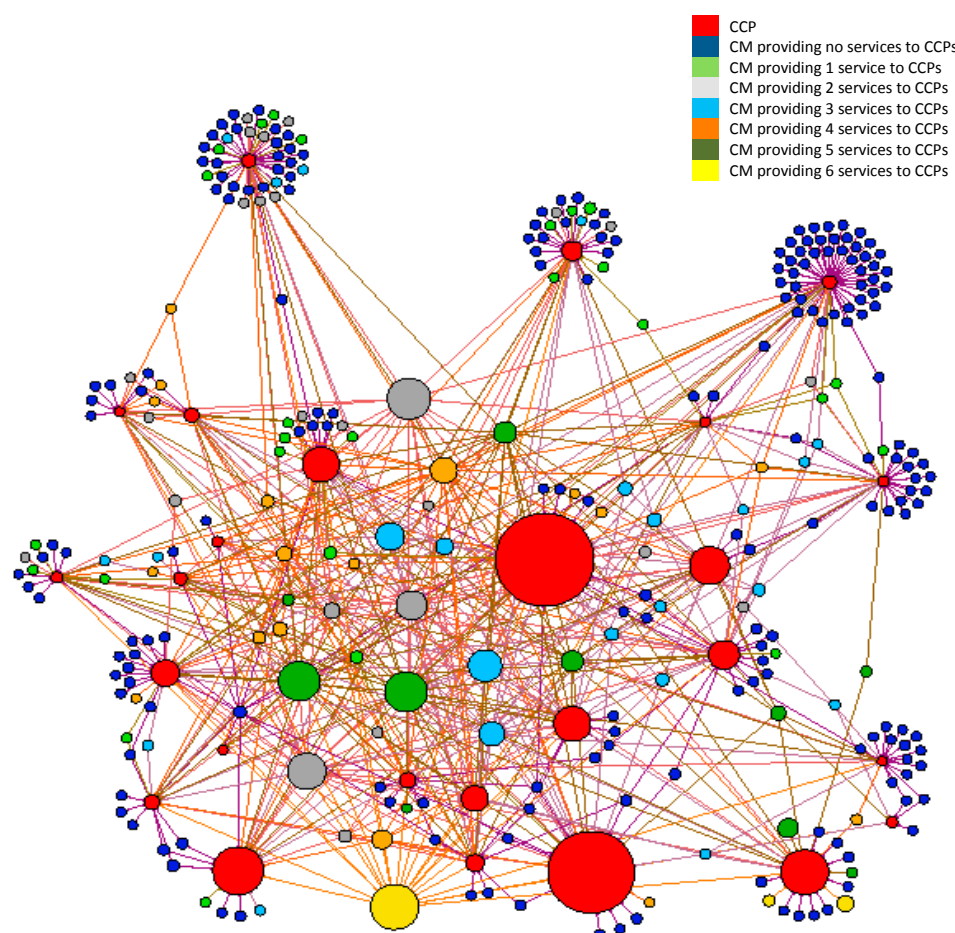 CCP
CM providing no services to CCPs
CM providing 1 service to CCPs
CM providing 2 services to CCPs
CM providing 3 services to CCPs
CM providing 4 services to CCPs
CM providing 5 services to CCPs
CM providing 6 services to CCPs